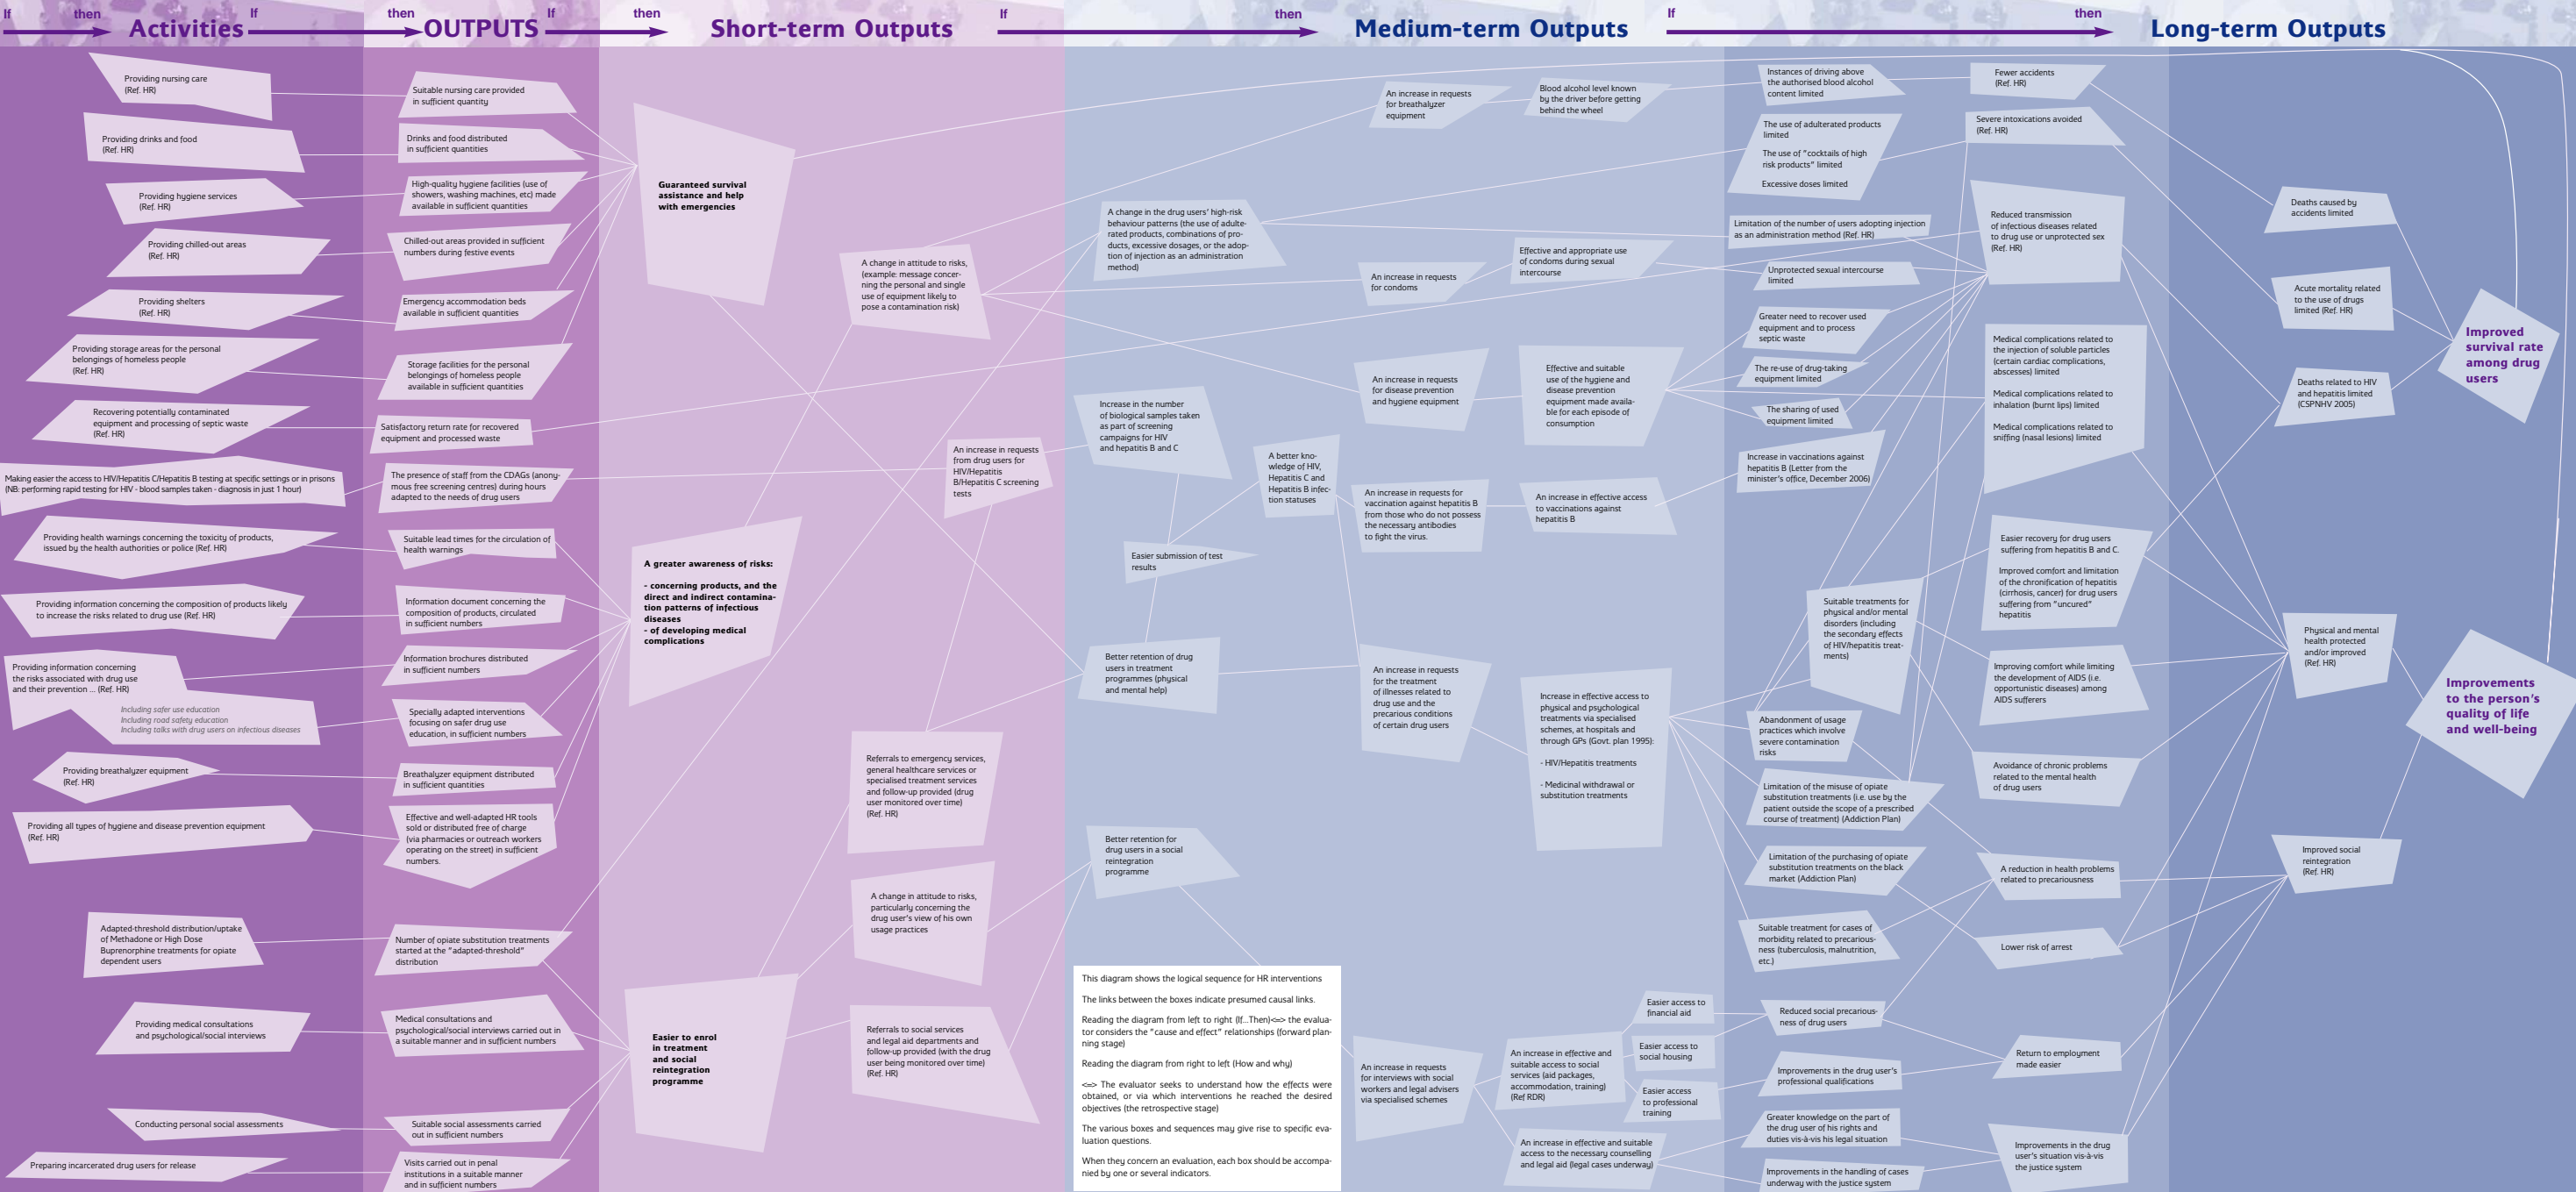 If
then
Activities
If
then
OUTPUTS
If
then
Short-term Outputs
If
then
Medium-term Outputs
If
then
Long-term Outputs
Providing nursing care
(Ref. HR)
Providing drinks and food
(Ref. HR)
Providing hygiene services
(Ref. HR)
Providing chilled-out areas
(Ref. HR)
Providing shelters
(Ref. HR)
Providing storage areas for the personal
belongings of homeless people
(Ref. HR)
Recovering potentially contaminated
equipment and processing of septic waste
(Ref. HR)
Making easier the access to HIV/Hepatitis C/Hepatitis B testing at specific settings or in prisons
(NB: performing rapid testing for HIV - blood samples taken - diagnosis in just 1 hour)
Providing health warnings concerning the toxicity of products,
issued by the health authorities or police (Ref. HR)
Providing information concerning the composition of products likely
to increase the risks related to drug use (Ref. HR)
Providing information concerning
the risks associated with drug use
and their prevention ... (Ref. HR)
Including safer use education
Including road safety education
Including talks with drug users on infectious diseases
Providing breathalyzer equipment
(Ref. HR)
Providing all types of hygiene and disease prevention equipment
(Ref. HR)
Adapted-threshold distribution/uptake
of Methadone or High Dose
Buprenorphine treatments for opiate
dependent users
Providing medical consultations
and psychological/social interviews
Conducting personal social assessments
Preparing incarcerated drug users for release
Suitable nursing care provided
in sufficient quantity
Drinks and food distributed
in sufficient quantities
High-quality hygiene facilities (use of
showers, washing machines, etc) made
available in sufficient quantities
Chilled-out areas provided in sufficient
numbers during festive events
Emergency accommodation beds
available in sufficient quantities
Storage facilities for the personal
belongings of homeless people
available in sufficient quantities
Satisfactory return rate for recovered
equipment and processed waste
The presence of staff from the CDAGs (anony-
mous free screening centres) during hours
adapted to the needs of drug users
Suitable lead times for the circulation of
health warnings
Information document concerning the
composition of products, circulated
in sufficient numbers
Information brochures distributed
in sufficient numbers
Specially adapted interventions
focusing on safer drug use
education, in sufficient numbers
Breathalyzer equipment distributed
in sufficient quantities
Effective and well-adapted HR tools
sold or distributed free of charge
(via pharmacies or outreach workers
operating on the street) in sufficient
numbers.
Number of opiate substitution treatments
started at the "adapted-threshold"
distribution
Medical consultations and
psychological/social interviews carried out in
a suitable manner and in sufficient numbers
Suitable social assessments carried
out in sufficient numbers
Visits carried out in penal
institutions in a suitable manner
and in sufficient numbers
Guaranteed survival
assistance and help
with emergencies
A greater awareness of risks:
- concerning products, and the
direct and indirect contamina-
tion patterns of infectious
diseases
- of developing medical
complications
Easier to enrol
in treatment
and social
reintegration
programme
A change in attitude to risks,
(example: message concer-
ning the personal and single
use of equipment likely to
pose a contamination risk)
An increase in requests
from drug users for
HIV/Hepatitis
B/Hepatitis C screening
tests
Referrals to emergency services,
general healthcare services or
specialised treatment services
and follow-up provided (drug
user monitored over time)
(Ref. HR)
A change in attitude to risks,
particularly concerning the
drug user's view of his own
usage practices
Referrals to social services
and legal aid departments and
follow-up provided (with the drug
user being monitored over time)
(Ref. HR)
A change in the drug users' high-risk
behaviour patterns (the use of adulte-
rated products, combinations of pro-
ducts, excessive dosages, or the adop-
tion of injection as an administration
method)
Increase in the number
of biological samples taken
as part of screening
campaigns for HIV
and hepatitis B and C
Easier submission of test
results
Better retention of drug
users in treatment
programmes (physical
and mental help)
Better retention for
drug users in a social
reintegration
programme
This diagram shows the logical sequence for HR interventions
The links between the boxes indicate presumed causal links.
Reading the diagram from left to right (If...Then)<=> the evalua-
tor considers the "cause and effect" relationships (forward plan-
ning stage)
Reading the diagram from right to left (How and why)
<=> The evaluator seeks to understand how the effects were
obtained, or via which interventions he reached the desired
objectives (the retrospective stage)
The various boxes and sequences may give rise to specific eva-
luation questions.
When they concern an evaluation, each box should be accompa-
nied by one or several indicators.
A better kno-
wledge of HIV,
Hepatitis C and
Hepatitis B infec-
tion statuses
An increase in requests
for breathalyzer
equipment
An increase in requests
for condoms
An increase in requests
for disease prevention
and hygiene equipment
An increase in requests for
vaccination against hepatitis B
from those who do not possess
the necessary antibodies
to fight the virus.
An increase in requests
for the treatment
of illnesses related to
drug use and the
precarious conditions
of certain drug users
An increase in requests
for interviews with social
workers and legal advisers
via specialised schemes
Blood alcohol level known
by the driver before getting
behind the wheel
Effective and appropriate use
of condoms during sexual
intercourse
Effective and suitable
use of the hygiene and
disease prevention
equipment made availa-
ble for each episode of
consumption
An increase in effective access
to vaccinations against
hepatitis B
Increase in effective access to
physical and psychological
treatments via specialised
schemes, at hospitals and
through GPs (Govt. plan 1995):
- HIV/Hepatitis treatments
- Medicinal withdrawal or
substitution treatments
An increase in effective and
suitable access to social
services (aid packages,
accommodation, training)
(Ref RDR)
An increase in effective and suitable
access to the necessary counselling
and legal aid (legal cases underway)
Easier access to
financial aid
Easier access to
social housing
Easier access
to professional
training
Instances of driving above
the authorised blood alcohol
content limited
The use of adulterated products
limited
The use of "cocktails of high
risk products" limited
Excessive doses limited
Limitation of the number of users adopting injection
as an administration method (Ref. HR)
Unprotected sexual intercourse
limited
Greater need to recover used
equipment and to process
septic waste
The re-use of drug-taking
equipment limited
The sharing of used
equipment limited
Increase in vaccinations against
hepatitis B (Letter from the
minister's office, December 2006)
Suitable treatments for
physical and/or mental
disorders (including
the secondary effects
of HIV/hepatitis treat-
ments)
Abandonment of usage
practices which involve
severe contamination
risks
Limitation of the misuse of opiate
substitution treatments (i.e. use by the
patient outside the scope of a prescribed
course of treatment) (Addiction Plan)
Limitation of the purchasing of opiate
substitution treatments on the black
market (Addiction Plan)
Suitable treatment for cases of
morbidity related to precarious-
ness (tuberculosis, malnutrition,
etc.)
Reduced social precarious-
ness of drug users
Improvements in the drug user's
professional qualifications
Greater knowledge on the part of
the drug user of his rights and
duties vis-à-vis his legal situation
Improvements in the handling of cases
underway with the justice system
Fewer accidents
(Ref. HR)
Severe intoxications avoided
(Ref. HR)
Reduced transmission
of infectious diseases related
to drug use or unprotected sex
(Ref. HR)
Medical complications related to
the injection of soluble particles
(certain cardiac complications,
abscesses) limited
Medical complications related to
inhalation (burnt lips) limited
Medical complications related to
sniffing (nasal lesions) limited
Easier recovery for drug users
suffering from hepatitis B and C.
Improved comfort and limitation
of the chronification of hepatitis
(cirrhosis, cancer) for drug users
suffering from "uncured"
hepatitis
Improving comfort while limiting
the development of AIDS (i.e.
opportunistic diseases) among
AIDS sufferers
Avoidance of chronic problems
related to the mental health
of drug users
A reduction in health problems
related to precariousness
Lower risk of arrest
Return to employment
made easier
Improvements in the drug
user's situation vis-à-vis
the justice system
Deaths caused by
accidents limited
Acute mortality related
to the use of drugs
limited (Ref. HR)
Deaths related to HIV
and hepatitis limited
(CSPNHV 2005)
Physical and mental
health protected
and/or improved
(Ref. HR)
Improved social
reintegration
(Ref. HR)
Improved
survival rate
among drug
users
Improvements
to the person's
quality of life
and well-being